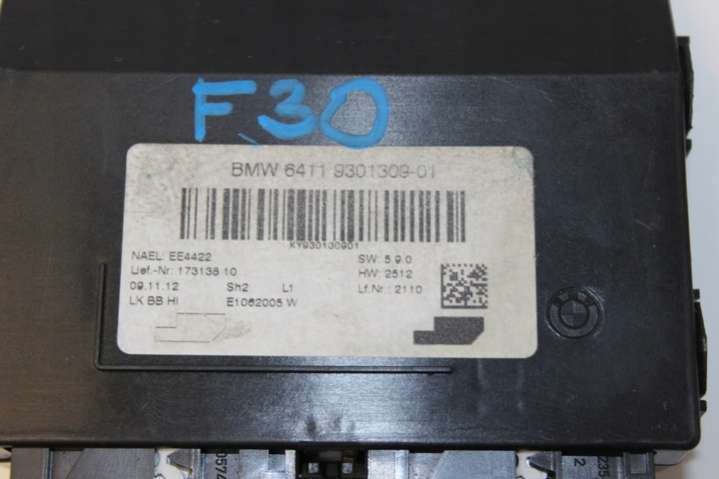 F30
BMW 6411 9301309-01
KY930130901
NAEL: EE4422
Lief.-Nr: 173138 10
09.11.12 Sh2 L1
LK BB HI E1062005 W
SW: 5.9.0
HW: 2512
Lf.Nr.: 2110